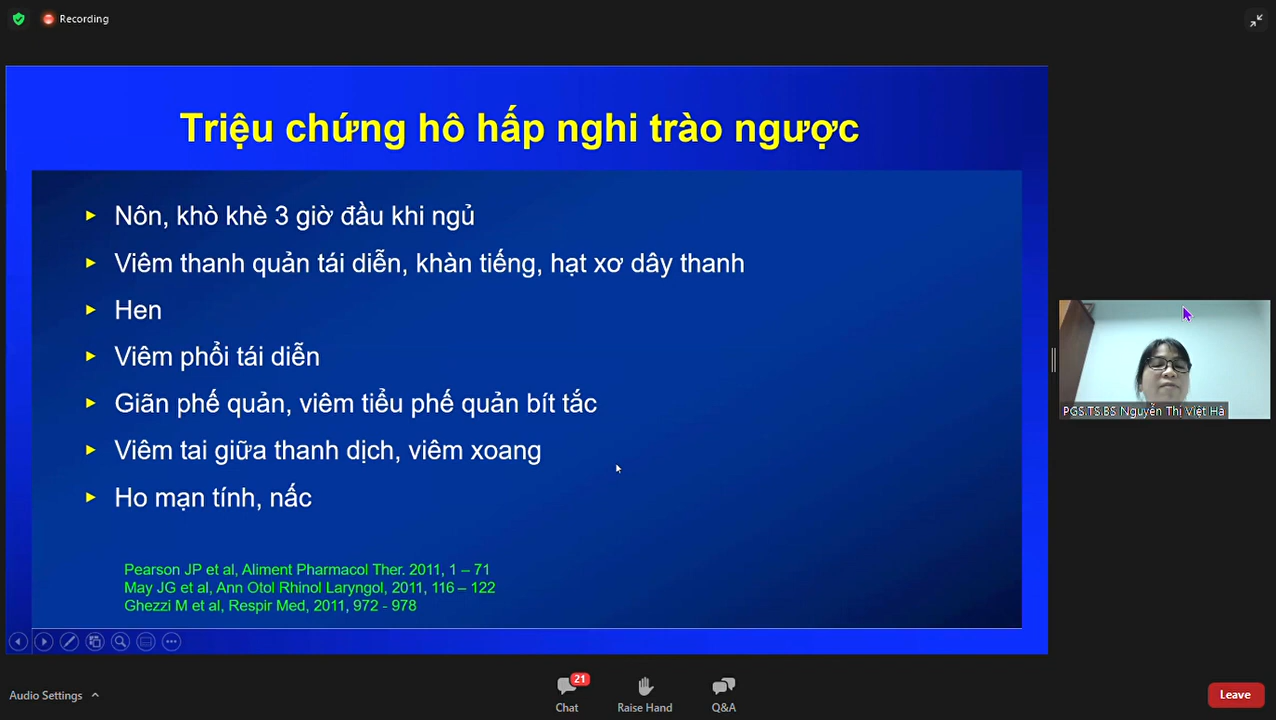 Recording
Triệu chứng hô hấp nghi trào ngược
Nôn, khò khè 3 giờ đầu khi ngủ
Viêm thanh quản tái diễn, khàn tiếng, hạt xơ dây thanh
Hen
Viêm phổi tái diễn
Giãn phế quản, viêm tiểu phế quản bít tắc
Viêm tai giữa thanh dịch, viêm xoang
Ho mạn tính, nấc
Pearson JP et al, Aliment Pharmacol Ther. 2011, 1 – 71
May JG et al, Ann Otol Rhinol Laryngol, 2011, 116 – 122
Ghezzi M et al, Respir Med, 2011, 972 - 978
PGS.TS.BS Nguyễn Thị Việt Hà
Audio Settings
21
Chat
Raise Hand
Q&A
Leave